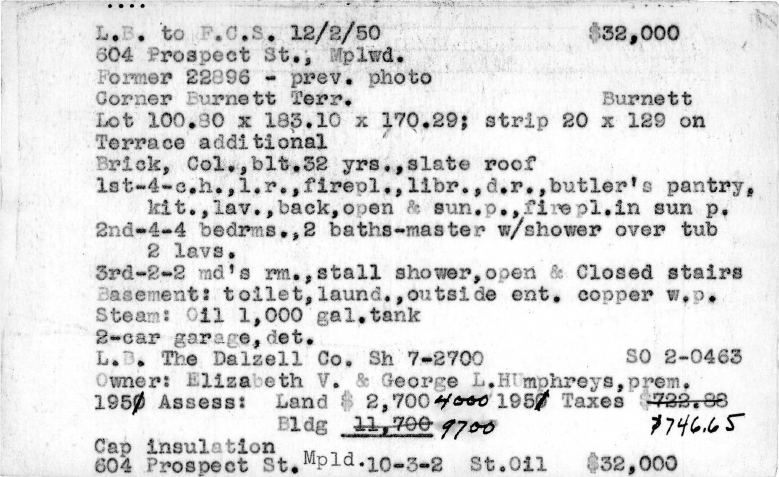 L.B. to F.C.S. 12/2/50 $32,000
604 Prospect St., Mplwd.
Former 22896 - prev. photo
Corner Burnett Terr. Burnett
Lot 100.80 x 183.10 x 170.29; strip 20 x 129 on
Terrace additional
Brick, Col.,blt.32 yrs.,slate roof
1st-4-c.h.,l.r.,firepl.,libr.,d.r.,butler's pantry,
kit.,lav.,back,open & sun.p.,firepl.in sun p.
2nd-4-4 bedrms.,2 baths-master w/shower over tub
2 lavs.
3rd-2-2 md's rm.,stall shower,open & Closed stairs
Basement: toilet,laund.,outside ent. copper w.p.
Steam: Oil 1,000 gal.tank
2-car garage,det.
L.B. The Dalzell Co. Sh 7-2700 SO 2-0463
Owner: Elizabeth V. & George L.HUmphreys,prem.
1951 Assess: Land $ 2,700 4000 1951 Taxes $722.88
Bldg 11,700 9700 $746.65
Cap insulation
604 Prospect St. Mpld. 10-3-2 St.Oil $32,000